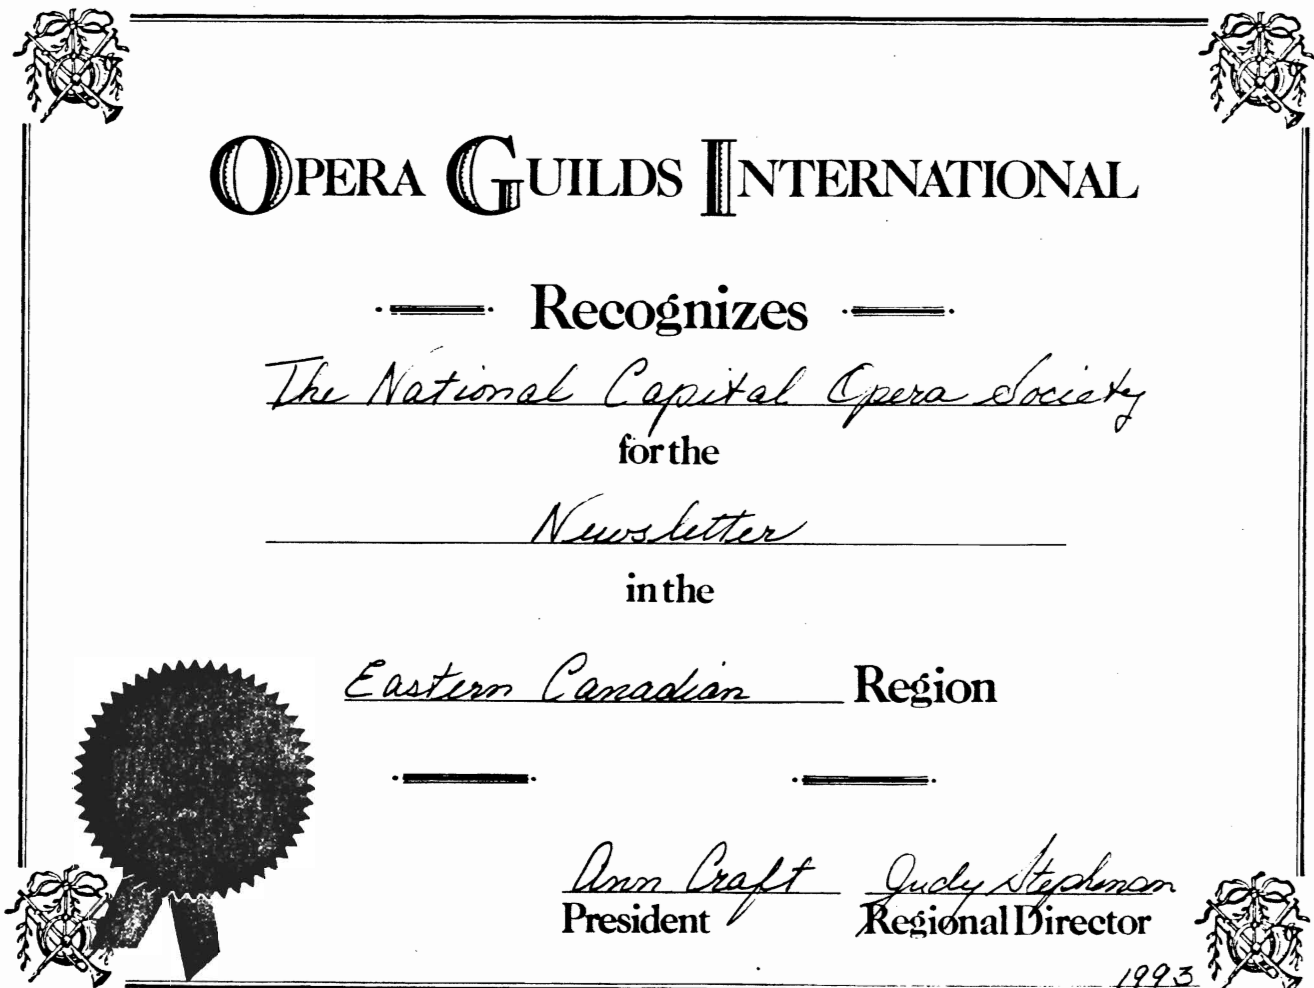 OPERA GUILDS INTERNATIONAL
Recognizes
The National Capital Opera Society
for the
Newsletter
in the
Eastern Canadian Region
Ann Craft Judy Stephenson
President Regional Director
1993